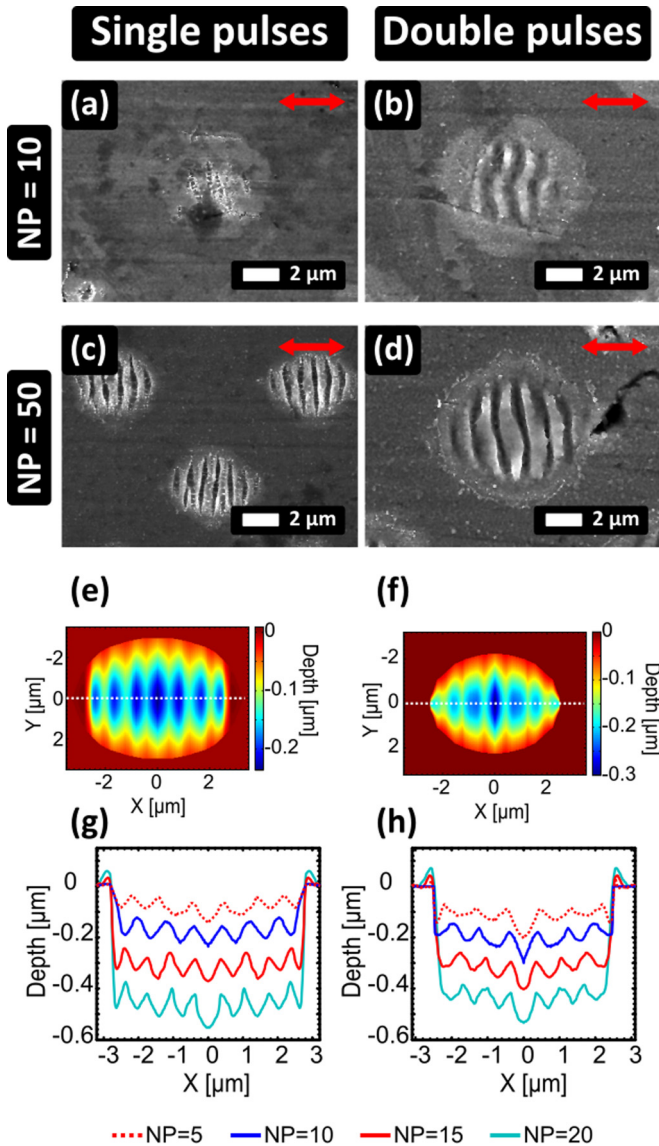 Single pulses
Double pulses
NP = 10
(a)
2 µm
(b)
2 µm
NP = 50
(c)
2 µm
(d)
2 µm
(e)
-2
0
2
Y [µm]
-2
0
2
X [µm]
0
-0.1
-0.2
Depth [µm]
(f)
-2
0
2
Y [µm]
-2
0
2
X [µm]
0
-0.1
-0.2
-0.3
Depth [µm]
(g)
0
-0.2
-0.4
-0.6
Depth [µm]
-3
-2
-1
0
1
2
3
X [µm]
(h)
0
-0.2
-0.4
-0.6
Depth [µm]
-3
-2
-1
0
1
2
3
X [µm]
NP=5
NP=10
NP=15
NP=20